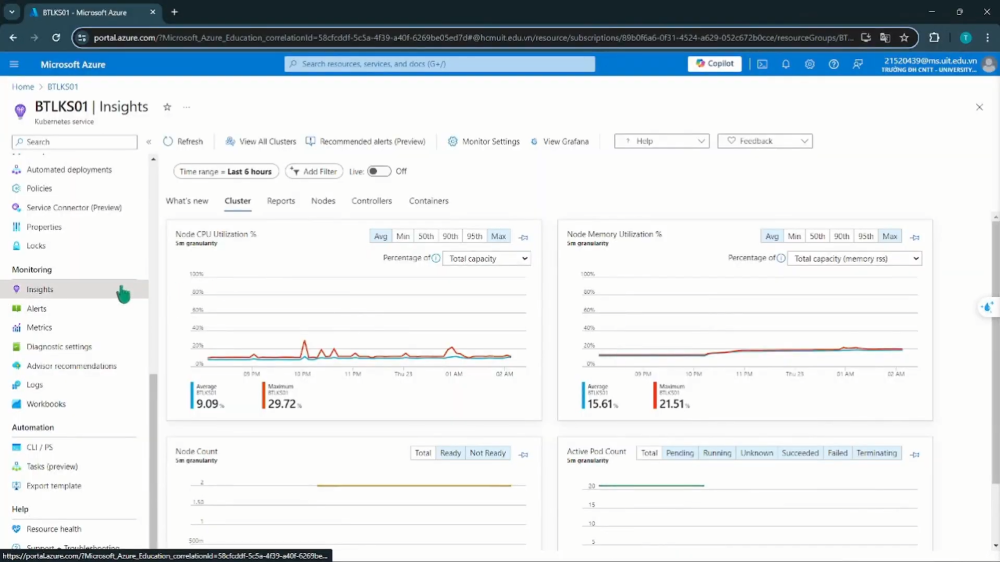 BTLKS01 - Microsoft Azure
portal.azure.com/?Microsoft_Azure_Education_correlationId=58cfcddf-5c5a-4f39-a40f-6269be05ed7d#@hcmuit.edu.vn/resource/subscriptions/89b0f6a6-0f31-4524-a629-052c672b0cce/resourceGroups/BT...
T
Microsoft Azure
Search resources, services, and docs (G+/)
Copilot
21520439@ms.uit.edu.vn
TRƯỜNG ĐH CNTT - UNIVERSITY...
Home > BTLKS01
BTLKS01 | Insights
Kubernetes service
Search
Refresh
View All Clusters
Recommended alerts (Preview)
Monitor Settings
View Grafana
Help
Feedback
Time range = Last 6 hours
Add Filter
Live: Off
What's new
Cluster
Reports
Nodes
Controllers
Containers
Automated deployments
Policies
Service Connector (Preview)
Properties
Locks
Monitoring
Insights
Alerts
Metrics
Diagnostic settings
Advisor recommendations
Logs
Workbooks
Automation
CLI / PS
Tasks (preview)
Export template
Help
Resource health
Support + Troubleshooting
Node CPU Utilization %
5m granularity
Avg Min 50th 90th 95th Max
Percentage of Total capacity
100%
80%
60%
40%
20%
0%
09 PM 10 PM 11 PM Thu 23 01 AM 02 AM
Average
BTLKS01
9.09 %
Maximum
BTLKS01
29.72 %
Node Memory Utilization %
5m granularity
Avg Min 50th 90th 95th Max
Percentage of Total capacity (memory rss)
100%
80%
60%
40%
20%
0%
09 PM 10 PM 11 PM Thu 23 01 AM 02 AM
Average
BTLKS01
15.61 %
Maximum
BTLKS01
21.51 %
Node Count
5m granularity
Total Ready Not Ready
2
1.50
1
500m
Active Pod Count
5m granularity
Total Pending Running Unknown Succeeded Failed Terminating
20
15
10
5
https://portal.azure.com/?Microsoft_Azure_Education_correlationId=58cfcddf-5c5a-4f39-a40f-6269be...